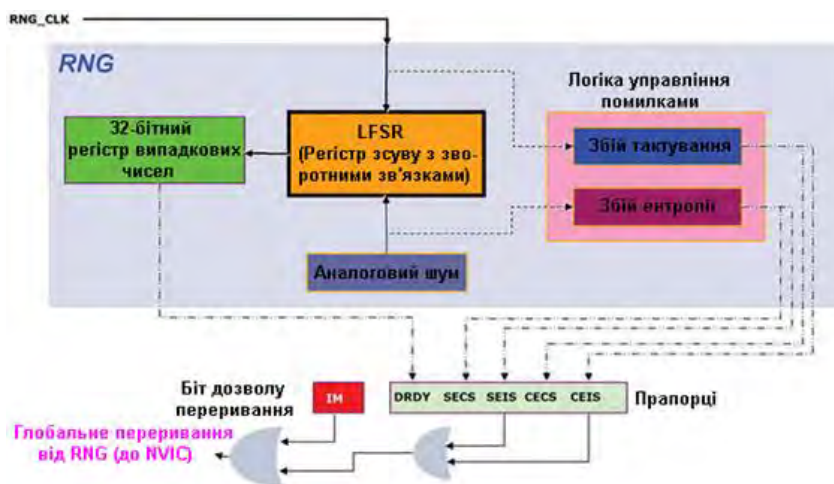 RNG_CLK
RNG
Логіка управління
помилками
32-бітний
регістр випадкових
чисел
LFSR
(Регістр зсуву з зво-
ротними зв'язками)
Збій тактування
Збій ентропії
Аналоговий шум
Біт дозволу
переривання
IM
DRDY SECS SEIS CECS CEIS
Прапорці
Глобальне переривання
від RNG (до NVIC)